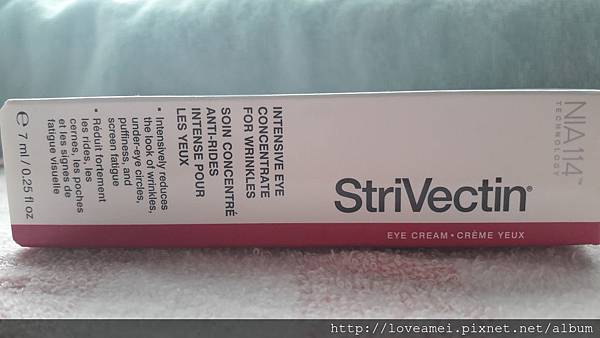 NIA114™
TECHNOLOGY
StriVectin®
EYE CREAM • CRÈME YEUX
INTENSIVE EYE
CONCENTRATE
FOR WRINKLES
SOIN CONCENTRÉ
ANTI-RIDES
INTENSE POUR
LES YEUX
• Intensively reduces
the look of wrinkles,
under-eye circles,
puffiness, and
screen fatigue
• Réduit fortement
les rides, les
cernes, les poches
et les signes de
fatigue visuelle
℮ 7 ml / 0.25 fl oz
http://loveamei.pixnet.net/album